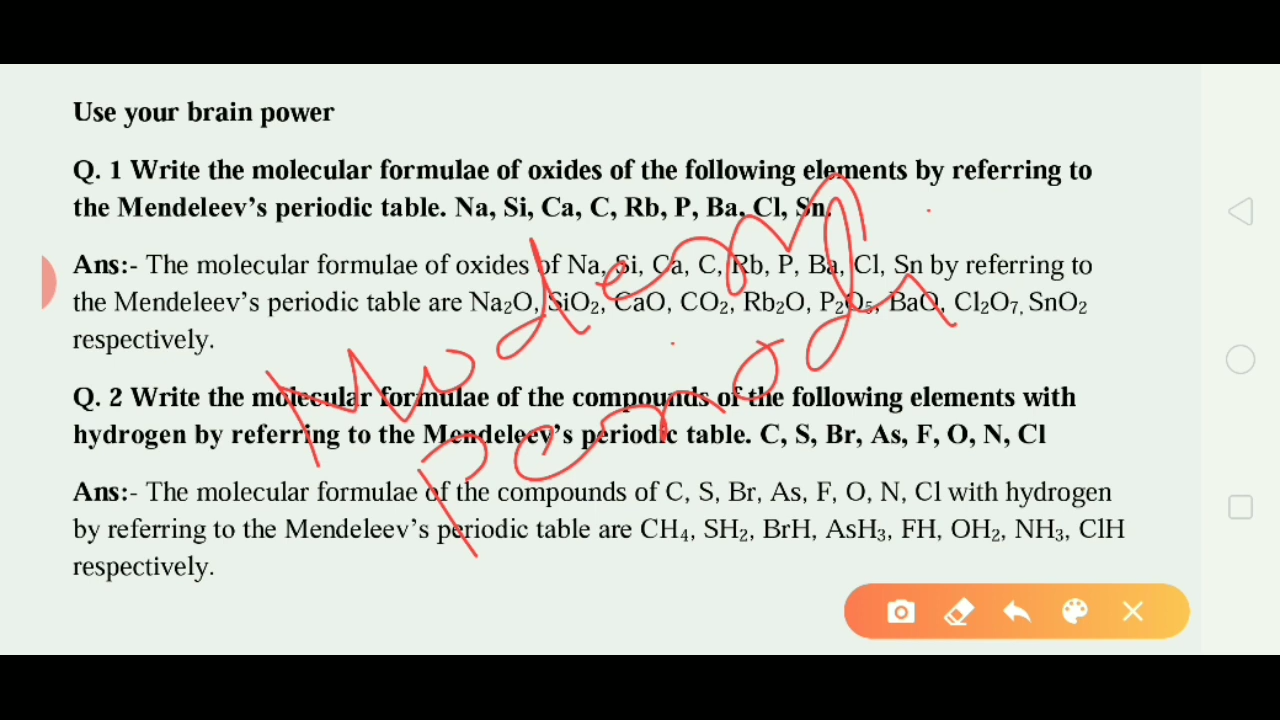 Use your brain power
Q. 1 Write the molecular formulae of oxides of the following elements by referring to
the Mendeleev's periodic table. Na, Si, Ca, C, Rb, P, Ba, Cl, Sn.
Ans:- The molecular formulae of oxides of Na, Si, Ca, C, Rb, P, Ba, Cl, Sn by referring to
the Mendeleev's periodic table are Na₂O, SiO₂, CaO, CO₂, Rb₂O, P₂O₅, BaO, Cl₂O₇, SnO₂
respectively.
Q. 2 Write the molecular formulae of the compounds of the following elements with
hydrogen by referring to the Mendeleev's periodic table. C, S, Br, As, F, O, N, Cl
Ans:- The molecular formulae of the compounds of C, S, Br, As, F, O, N, Cl with hydrogen
by referring to the Mendeleev's periodic table are CH₄, SH₂, BrH, AsH₃, FH, OH₂, NH₃, ClH
respectively.